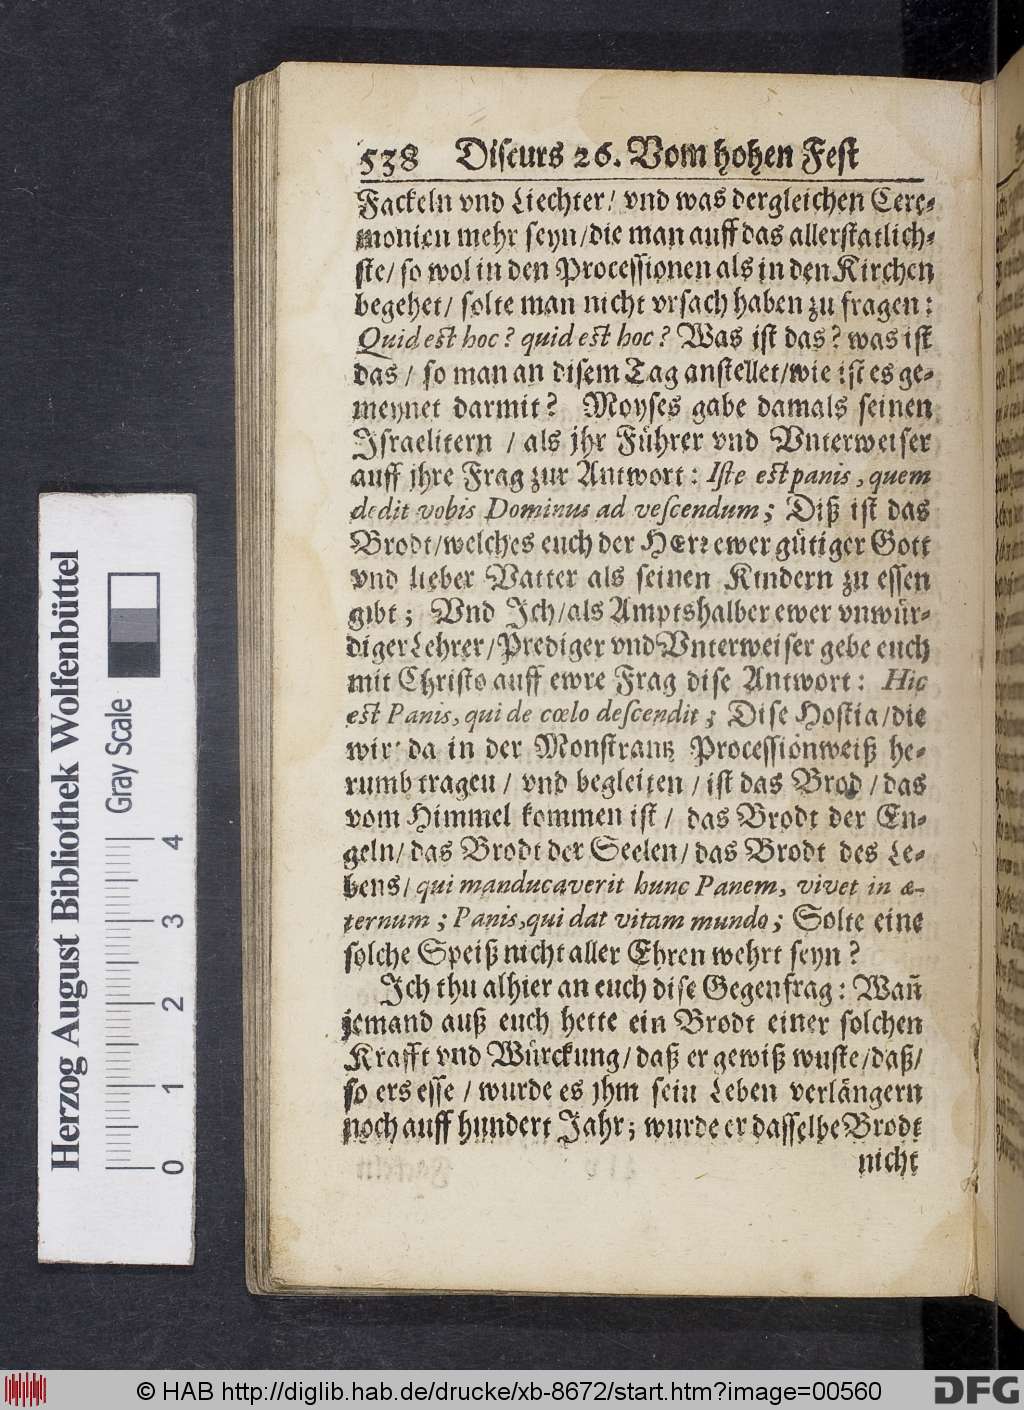 538 Discurs 26. Vom hohen Fest
Fackeln vnd Liechter/ vnd was dergleichen Cere-
monien mehr seyn/die man auff das allerstatlich-
ste/ so wol in den Processionen als in den Kirchen
begehet/ solte man nicht vrsach haben zu fragen:
Quid est hoc? quid est hoc? Was ist das? was ist
das/ so man an disem Tag anstellet/wie ist es ge-
meynet darmit? Moyses gabe damals seinen
Israelitern / als jhr Führer vnd Vnterweiser
auff jhre Frag zur Antwort: Iste est panis, quem
dedit vobis Dominus ad vescendum; Diß ist das
Brodt/welches euch der HErr ewer gütiger Gott
vnd lieber Vatter als seinen Kindern zu essen
gibt; Vnd Ich/als Amptshalber ewer vnwür-
diger Lehrer/Prediger vnd Vnterweiser gebe euch
mit Christo auff ewre Frag dise Antwort: Hic
est Panis, qui de cœlo descendit; Dise Hostia/die
wir da in der Monstrantz Processionweiß he-
rumb tragen/ vnd begleiten / ist das Brod / das
vom Himmel kommen ist/ das Brodt der En-
geln/ das Brodt der Seelen/ das Brodt des Le-
bens/ qui manducaverit hunc Panem, vivet in æ-
ternum; Panis, qui dat vitam mundo; Solte eine
solche Speiß nicht aller Ehren wehrt seyn?
Ich thu alhier an euch dise Gegenfrag: Wañ
jemand auß euch hette ein Brodt einer solchen
Krafft vnd Würckung/ daß er gewiß wuste/daß/
so ers esse / wurde es jhm sein Leben verlängern
noch auff hundert Jahr; wurde er dasselbe Brodt
nicht
Herzog August Bibliothek Wolfenbüttel
Gray Scale
0 1 2 3 4
© HAB http://diglib.hab.de/drucke/xb-8672/start.htm?image=00560
DFG